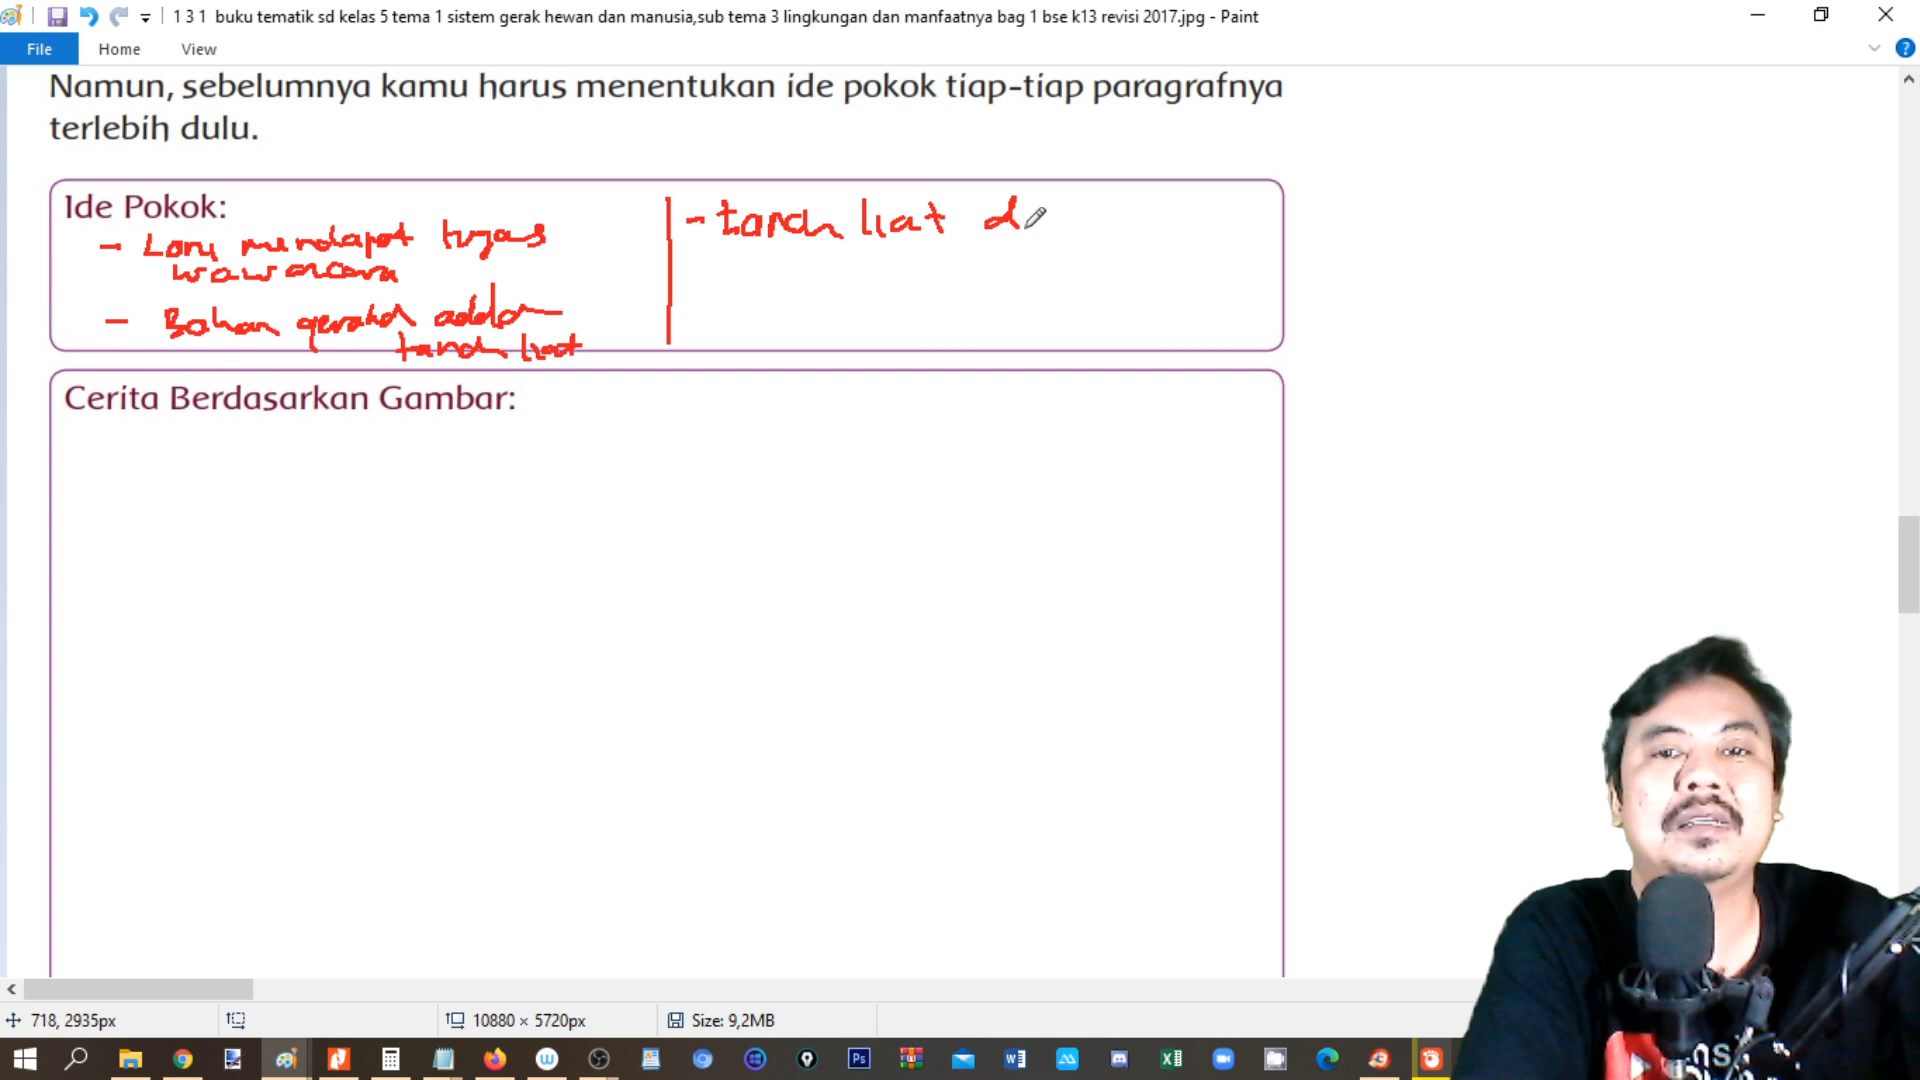 1 3 1 buku tematik sd kelas 5 tema 1 sistem gerak hewan dan manusia,sub tema 3 lingkungan dan manfaatnya bag 1 bse k13 revisi 2017.jpg - Paint
File Home View
Namun, sebelumnya kamu harus menentukan ide pokok tiap-tiap paragrafnya
terlebih dulu.
Ide Pokok:
- Lani mendapat tugas
wawancara
- Bahan gerabah adalah
tanah liat
- tanah liat d
Cerita Berdasarkan Gambar:
718, 2935px
10880 × 5720px
Size: 9,2MB